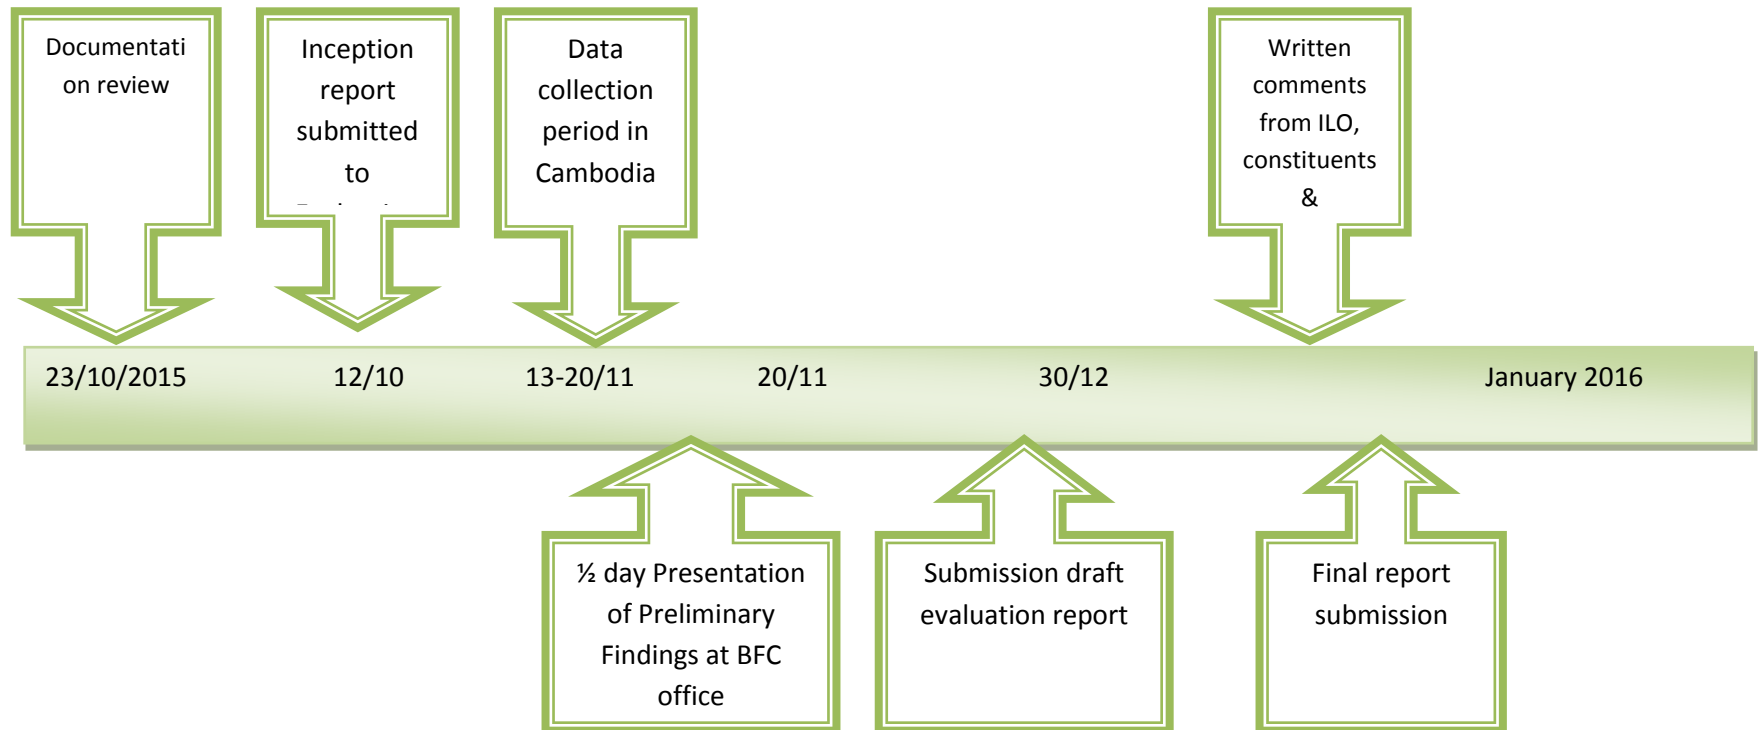 Documentati
on review
Inception
report
submitted
to
Data
collection
period in
Cambodia
Written
comments
from ILO,
constituents
&
23/10/2015
12/10
13-20/11
20/11
30/12
January 2016
½ day Presentation
of Preliminary
Findings at BFC
office
Submission draft
evaluation report
Final report
submission